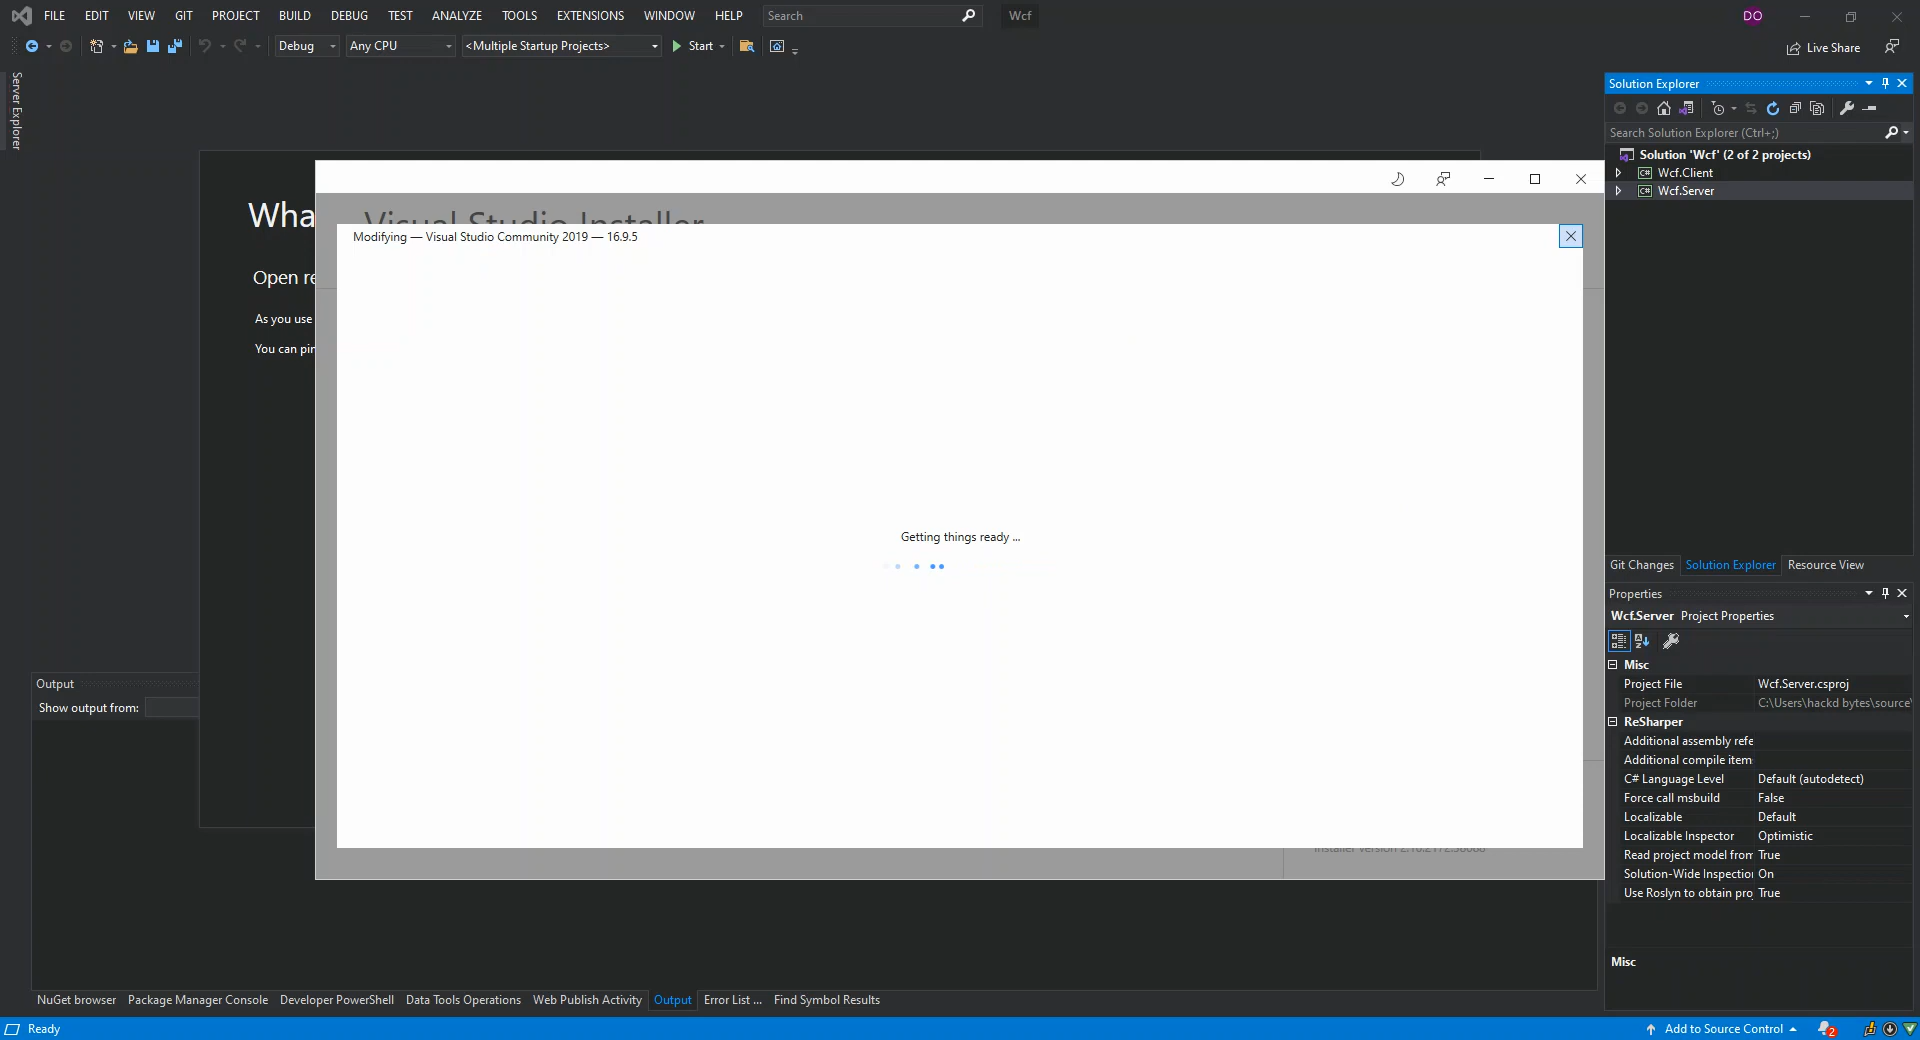 FILE EDIT VIEW GIT PROJECT BUILD DEBUG TEST ANALYZE TOOLS EXTENSIONS WINDOW HELP Search Wcf DO
Debug Any CPU <Multiple Startup Projects> Start Live Share
Server Explorer
Solution Explorer
Search Solution Explorer (Ctrl+;)
Solution 'Wcf' (2 of 2 projects)
Wcf.Client
Wcf.Server
Wha
Open re
As you use
You can pin
Visual Studio Installer
Modifying — Visual Studio Community 2019 — 16.9.5
Getting things ready ...
Git Changes Solution Explorer Resource View
Properties
Wcf.Server Project Properties
Misc
Project File Wcf.Server.csproj
Project Folder C:\Users\hackd bytes\source\
ReSharper
Additional assembly refe
Additional compile item
C# Language Level Default (autodetect)
Force call msbuild False
Localizable Default
Localizable Inspector Optimistic
Read project model from True
Solution-Wide Inspection On
Use Roslyn to obtain pro True
Misc
Output
Show output from:
NuGet browser Package Manager Console Developer PowerShell Data Tools Operations Web Publish Activity Output Error List ... Find Symbol Results
Ready Add to Source Control 2